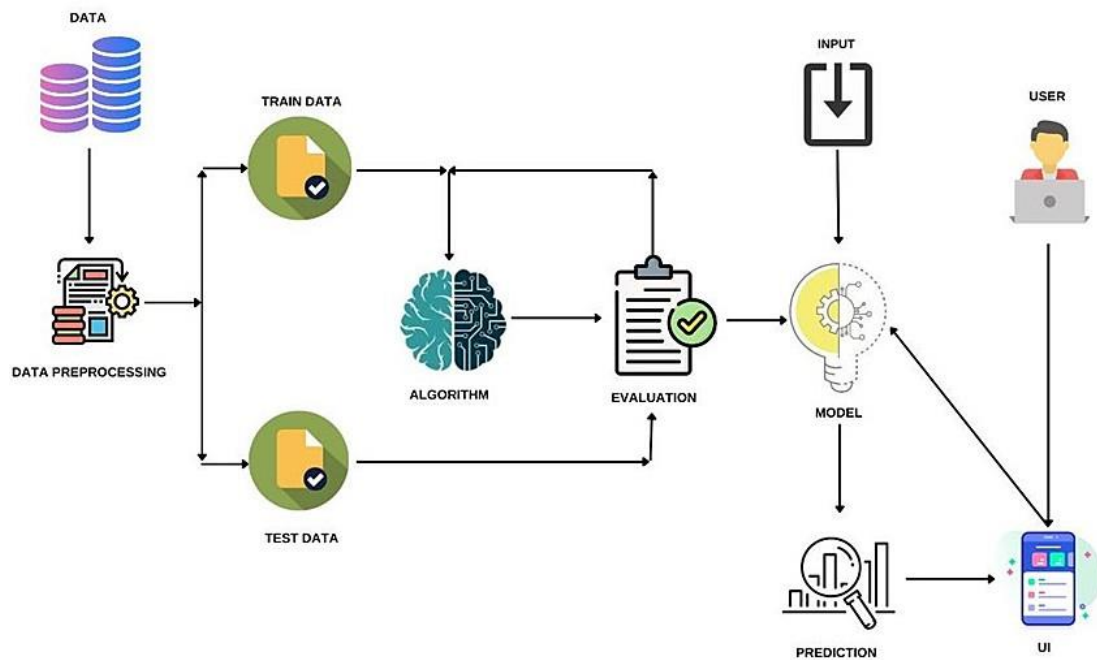 DATA
INPUT
USER
TRAIN DATA
DATA PREPROCESSING
ALGORITHM
EVALUATION
MODEL
TEST DATA
PREDICTION
UI